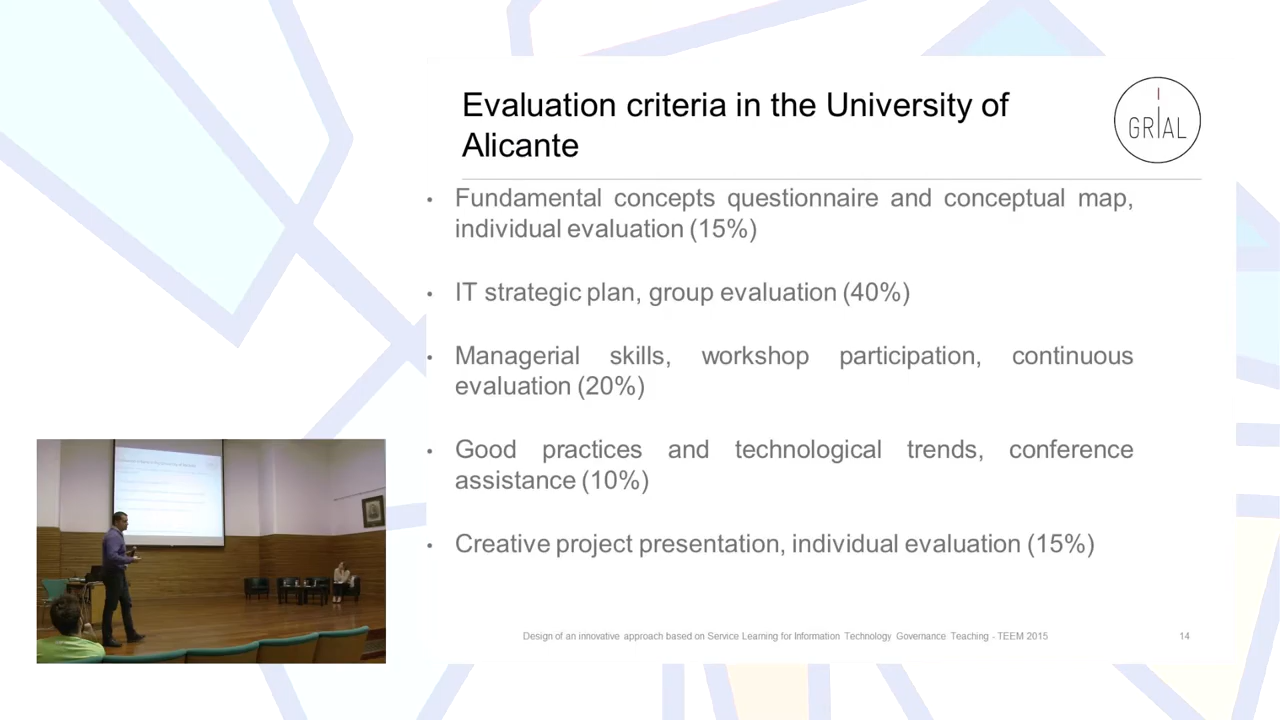 Evaluation criteria in the University of
Alicante
GRIAL
• Fundamental concepts questionnaire and conceptual map,
individual evaluation (15%)
• IT strategic plan, group evaluation (40%)
• Managerial skills, workshop participation, continuous
evaluation (20%)
• Good practices and technological trends, conference
assistance (10%)
• Creative project presentation, individual evaluation (15%)
Design of an innovative approach based on Service Learning for Information Technology Governance Teaching - TEEM 2015
14